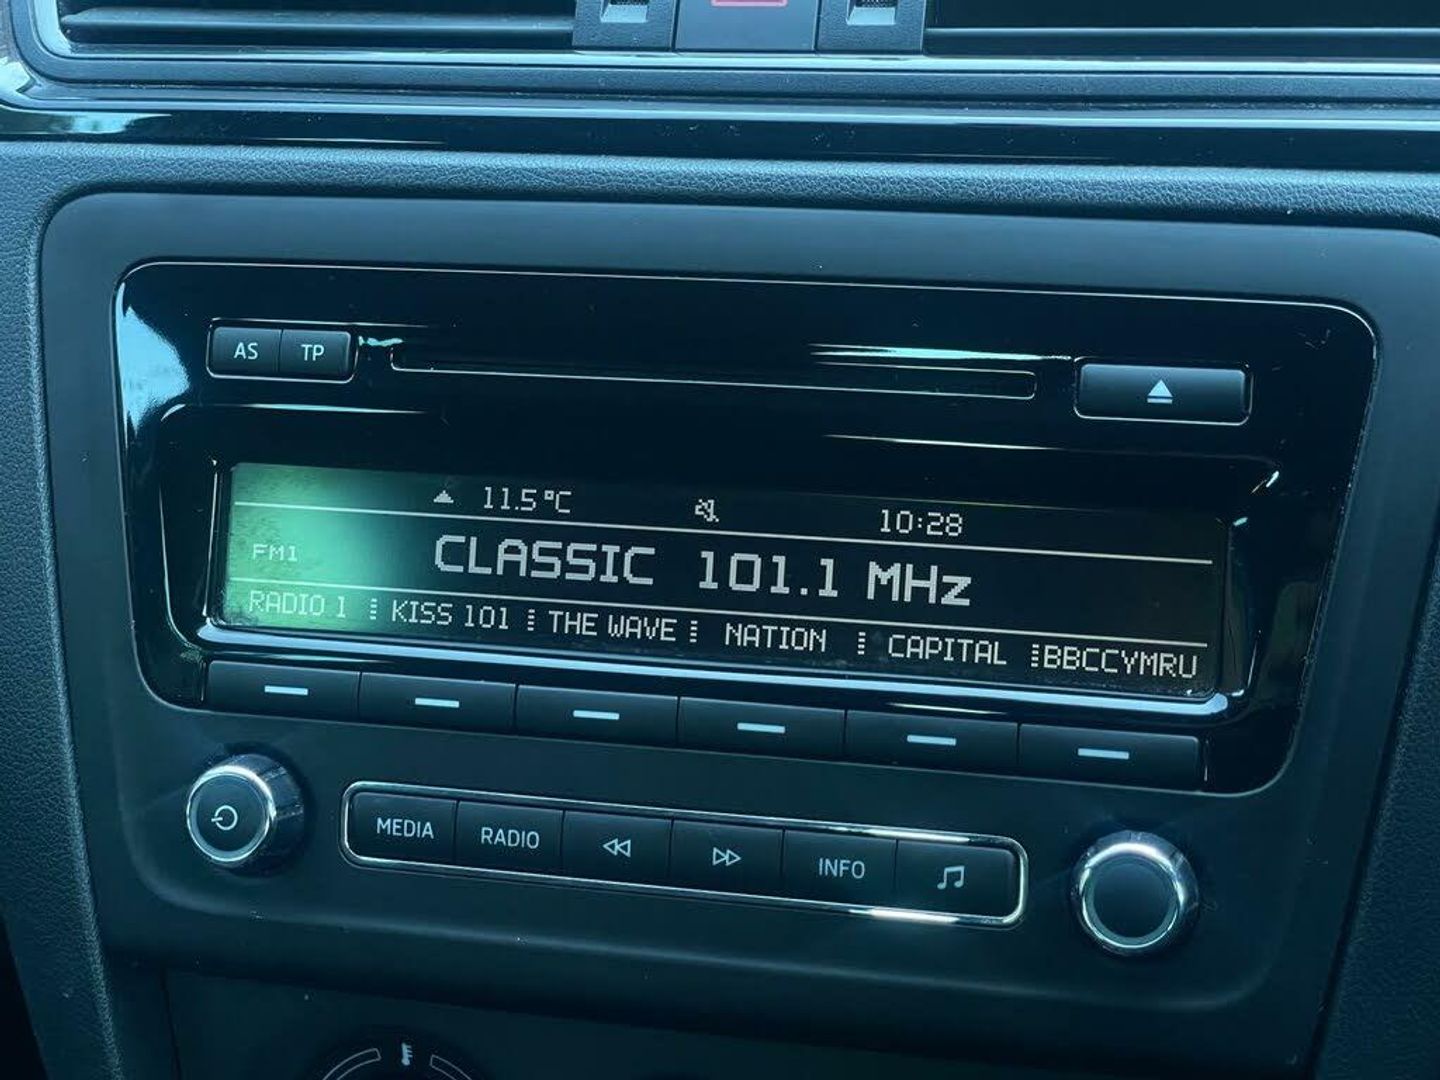 AS TP
11.5°C 10:28
FM1 CLASSIC 101.1 MHz
RADIO 1 KISS 101 THE WAVE NATION CAPITAL BBCCYMRU
MEDIA RADIO INFO